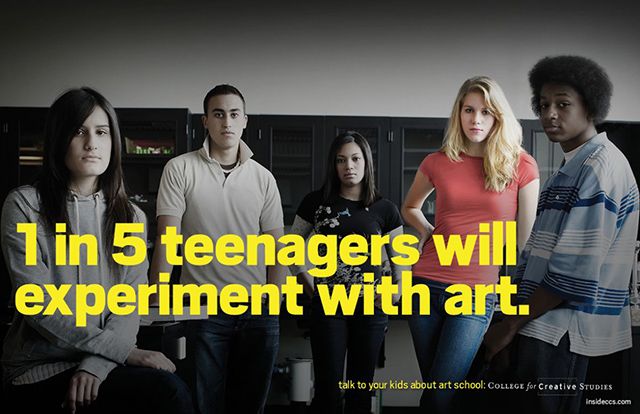 1 in 5 teenagers will
experiment with art.
talk to your kids about art school: COLLEGE for Creative STUDIES
insideccs.com